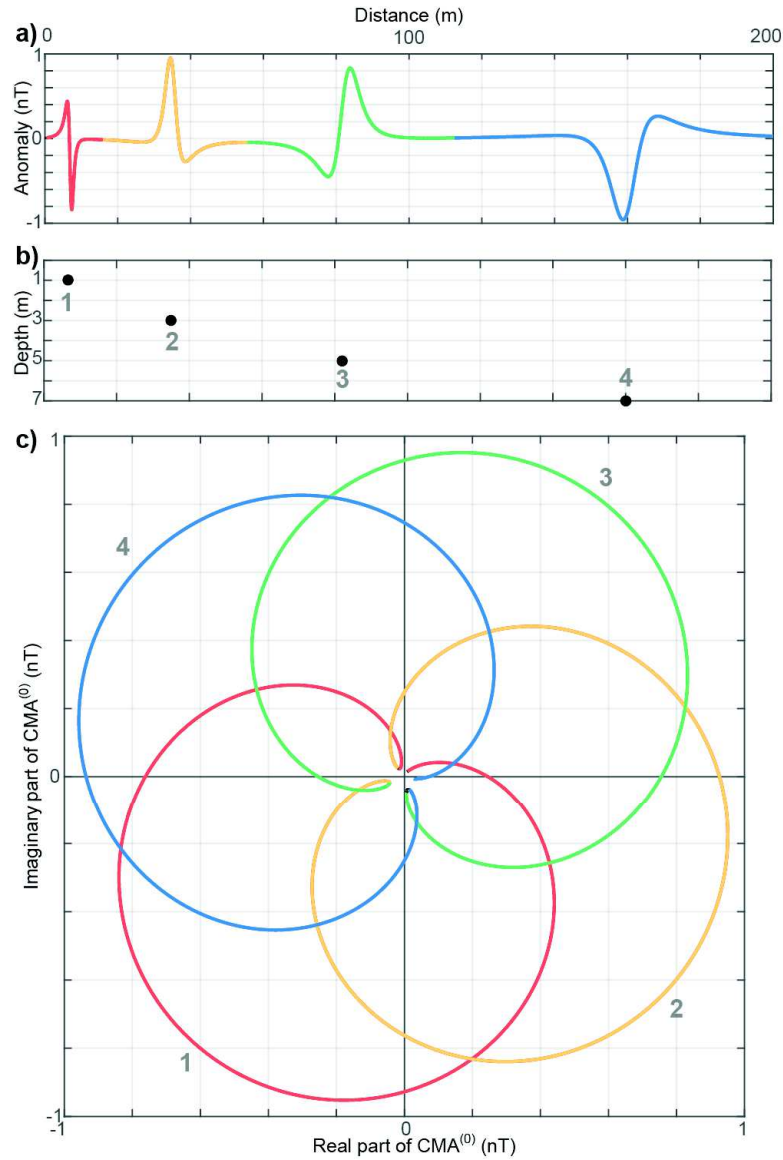 Distance (m)
a) 0 100 200
1
0
-1
Anomaly (nT)
b)
1
3
5
7
Depth (m)
1
2
3
4
c)
1
0
-1
Imaginary part of CMA(0) (nT)
3
4
2
1
-1 0 1
Real part of CMA(0) (nT)